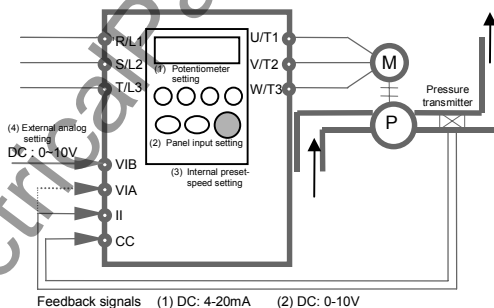 R/L1
S/L2
T/L3
U/T1
V/T2
W/T3
(1) Potentiometer
setting
(2) Panel input setting
(3) Internal preset-
speed setting
M
P
Pressure
transmitter
(4) External analog
setting
DC : 0~10V
VIB
VIA
II
CC
Feedback signals (1) DC: 4-20mA (2) DC: 0-10V